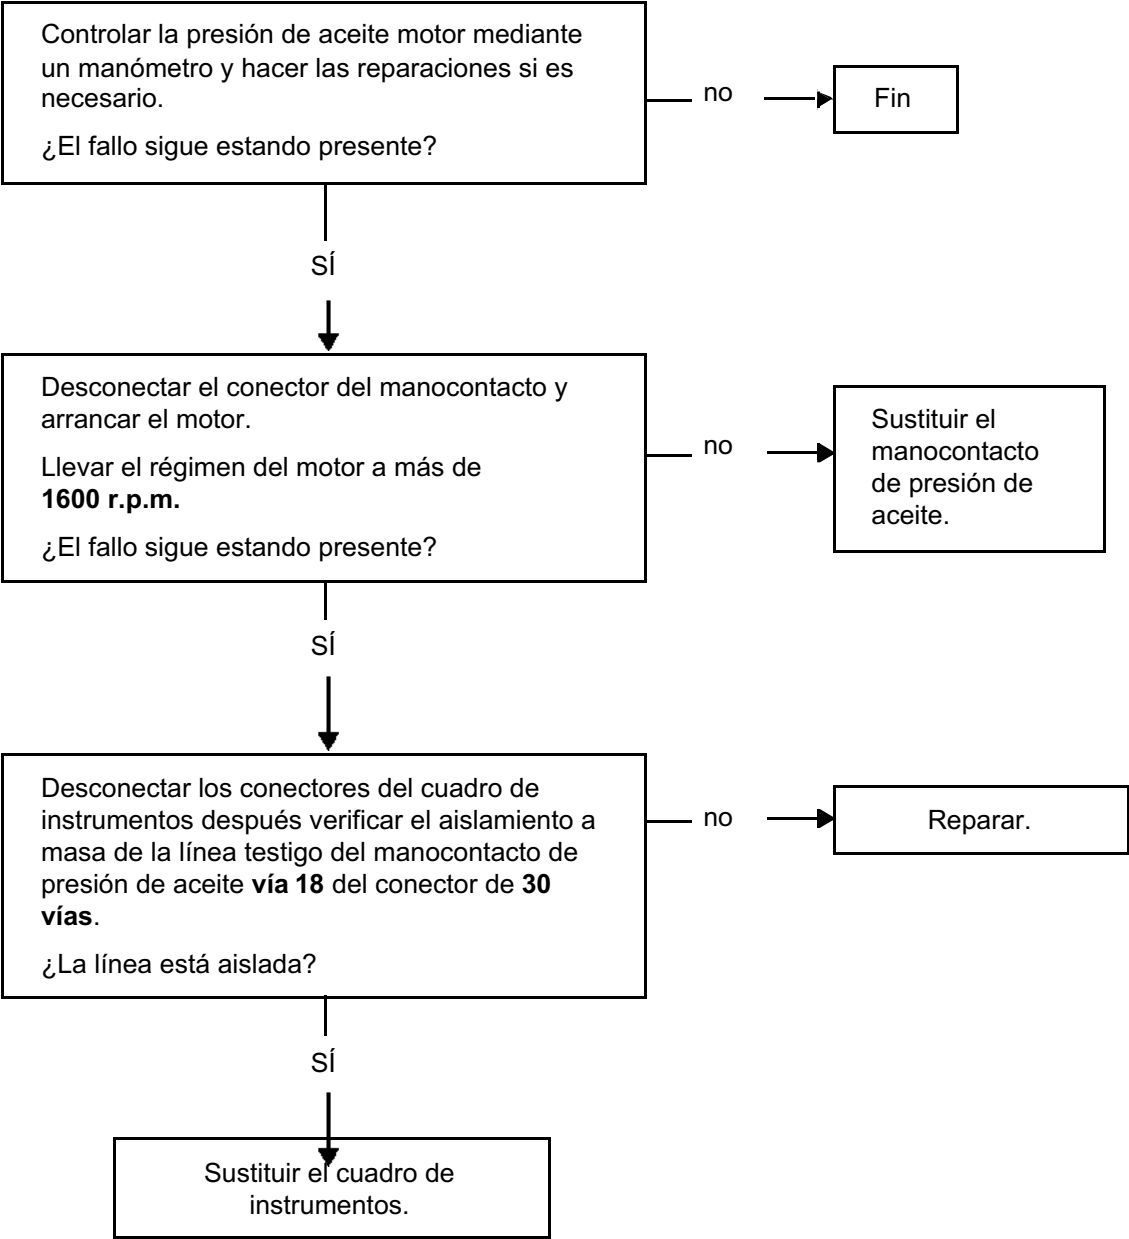 Controlar la presión de aceite motor mediante
un manómetro y hacer las reparaciones si es
necesario.
¿El fallo sigue estando presente?
no
Fin
SÍ
Desconectar el conector del manocontacto y
arrancar el motor.
Llevar el régimen del motor a más de
1600 r.p.m.
¿El fallo sigue estando presente?
no
Sustituir el
manocontacto
de presión de
aceite.
SÍ
Desconectar los conectores del cuadro de
instrumentos después verificar el aislamiento a
masa de la línea testigo del manocontacto de
presión de aceite vía 18 del conector de 30
vías.
¿La línea está aislada?
no
Reparar.
SÍ
Sustituir el cuadro de
instrumentos.